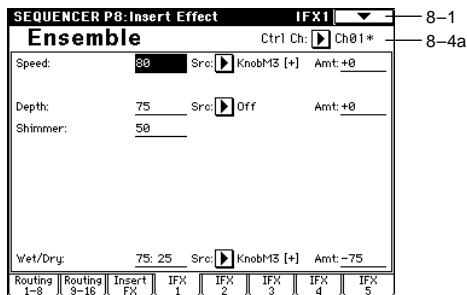 SEQUENCER P8:Insert Effect IFX1 8–1
Ensemble Ctrl Ch: Ch01* 8–4a
Speed: 80 Src: KnobM3 [+] Amt: +0
Depth: 75 Src: Off Amt: +0
Shimmer: 50
Wet/Dry: 75: 25 Src: KnobM3 [+] Amt: -75
Routing 1-8 Routing 9-16 Insert FX IFX 1 IFX 2 IFX 3 IFX 4 IFX 5